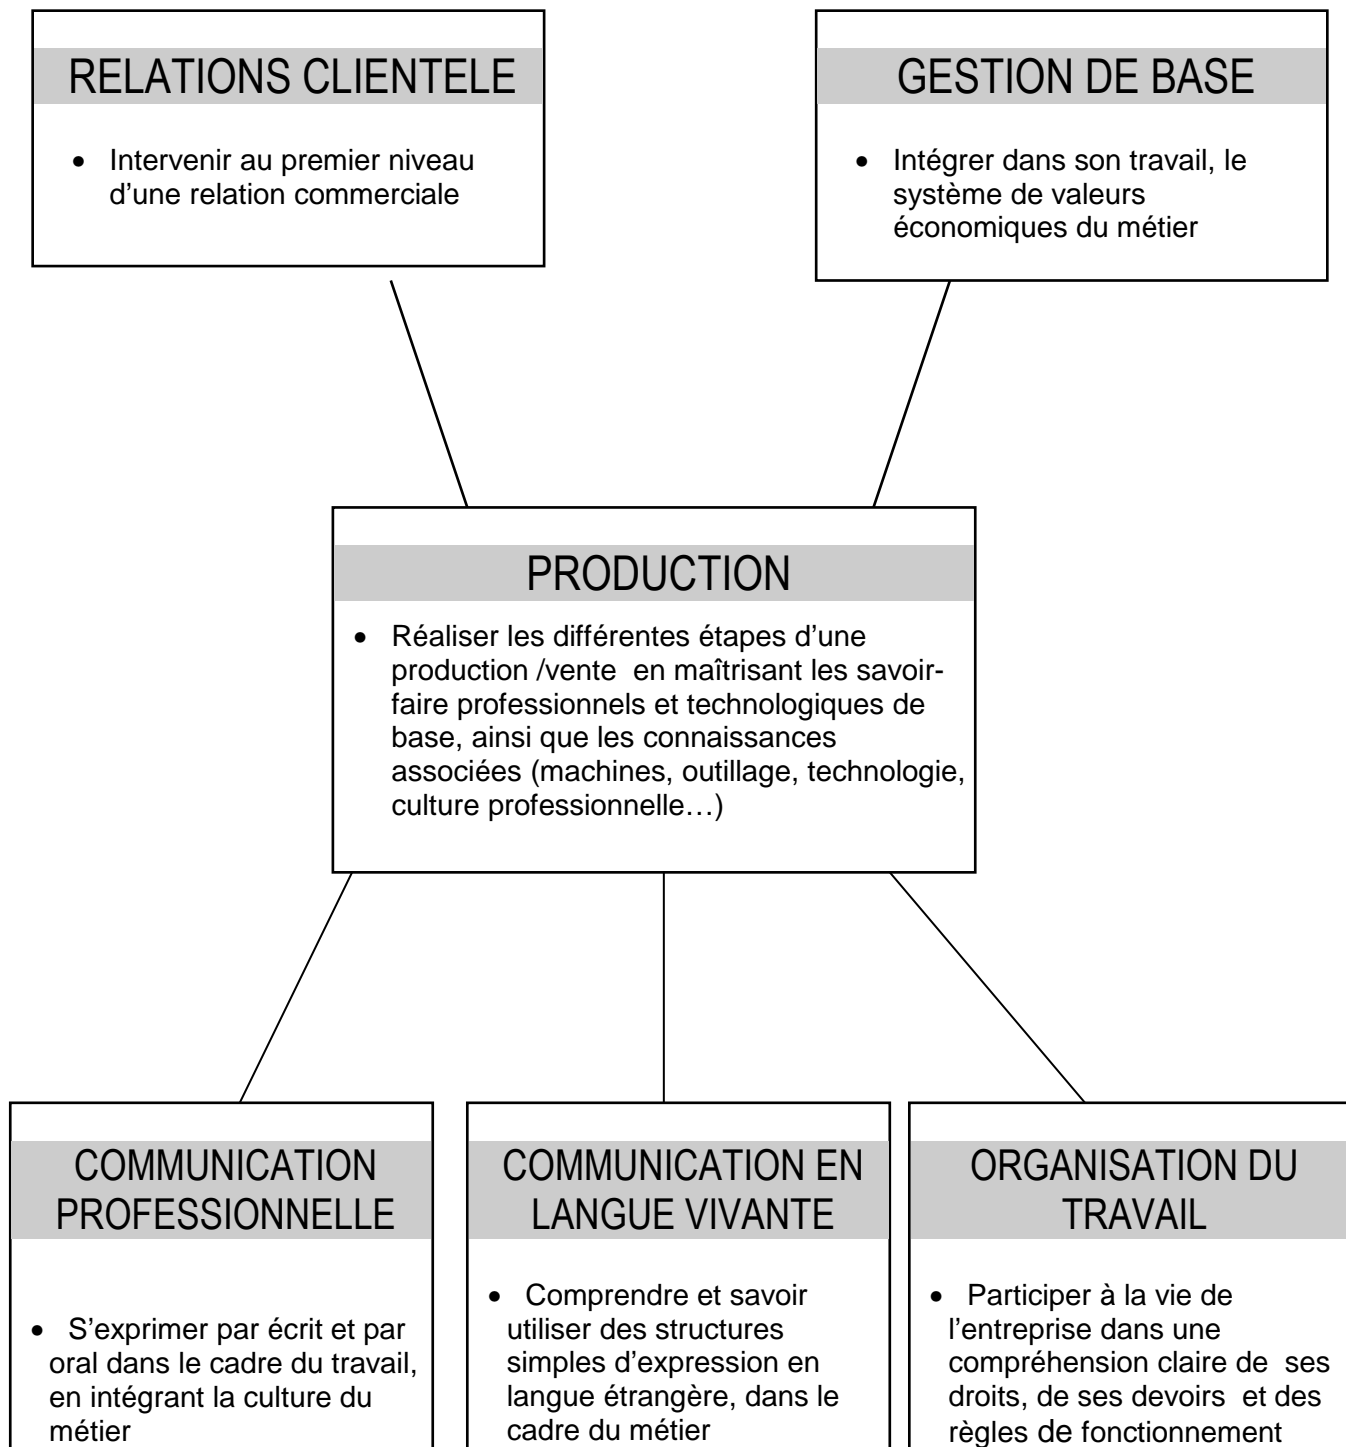 RELATIONS CLIENTELE
• Intervenir au premier niveau
d’une relation commerciale
GESTION DE BASE
• Intégrer dans son travail, le
système de valeurs
économiques du métier
PRODUCTION
• Réaliser les différentes étapes d’une
production /vente  en maîtrisant les savoir-
faire professionnels et technologiques de
base, ainsi que les connaissances
associées (machines, outillage, technologie,
culture professionnelle…)
COMMUNICATION
PROFESSIONNELLE
• S’exprimer par écrit et par
oral dans le cadre du travail,
en intégrant la culture du
métier
COMMUNICATION EN
LANGUE VIVANTE
• Comprendre et savoir
utiliser des structures
simples d’expression en
langue étrangère, dans le
cadre du métier
ORGANISATION DU
TRAVAIL
• Participer à la vie de
l’entreprise dans une
compréhension claire de  ses
droits, de ses devoirs  et des
règles de fonctionnement